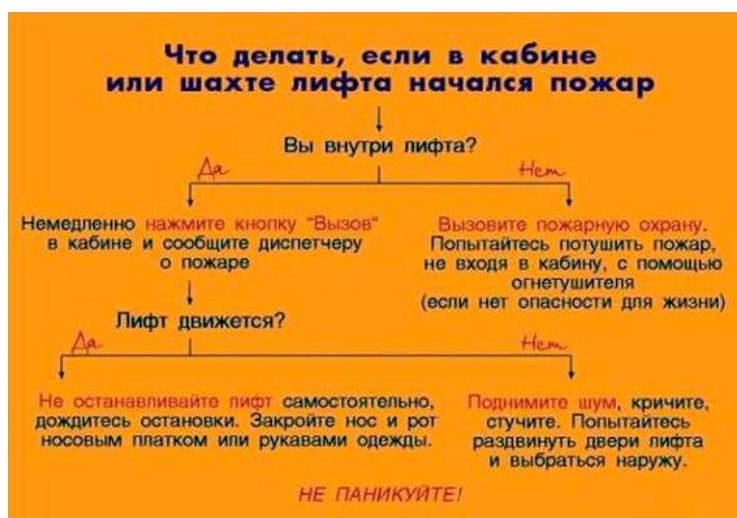 Что делать, если в кабине
или шахте лифта начался пожар
Вы внутри лифта?
Да
Нет
Немедленно нажмите кнопку "Вызов"
в кабине и сообщите диспетчеру
о пожаре
Вызовите пожарную охрану.
Попытайтесь потушить пожар,
не входя в кабину, с помощью
огнетушителя
(если нет опасности для жизни)
Лифт движется?
Да
Нет
Не останавливайте лифт самостоятельно,
дождитесь остановки. Закройте нос и рот
носовым платком или рукавами одежды.
Поднимите шум, кричите,
стучите. Попытайтесь
раздвинуть двери лифта
и выбраться наружу.
НЕ ПАНИКУЙТЕ!